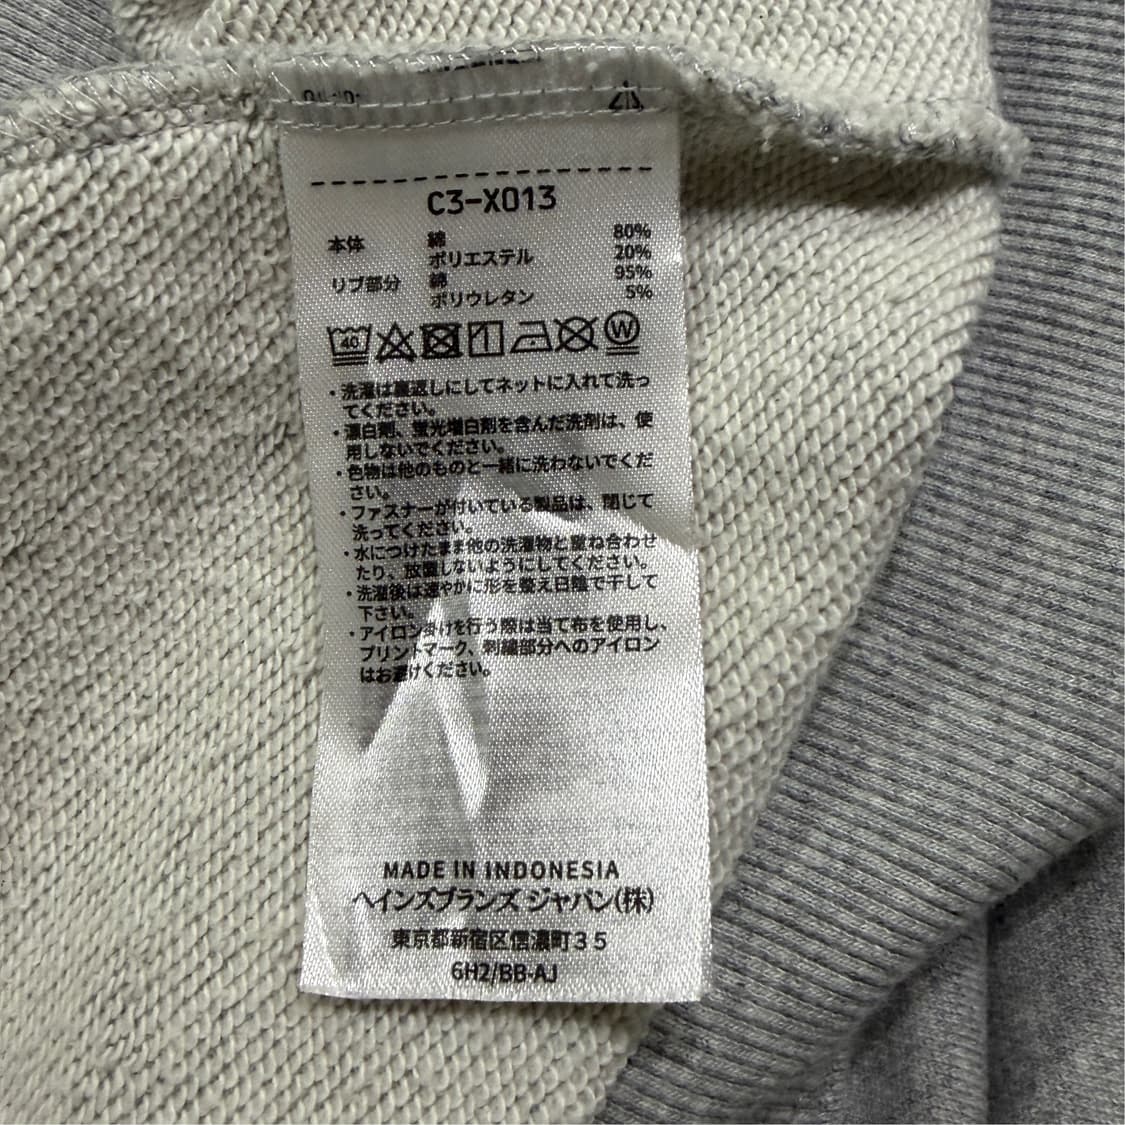 C3-X013
本体 綿 80%
ポリエステル 20%
リブ部分 綿 95%
ポリウレタン 5%
40 W
・洗濯は裏返しにしてネットに入れて洗っ
てください。
・漂白剤、蛍光増白剤を含んだ洗剤は、使
用しないでください。
・色物は他のものと一緒に洗わないでくだ
さい。
・ファスナーが付いている製品は、閉じて
洗ってください。
・水につけたまま他の洗濯物と重ね合わせ
たり、放置しないようにしてください。
・洗濯後は速やかに形を整え日陰で干して
下さい。
・アイロン掛けを行う際は当て布を使用し、
プリントマーク、刺繍部分へのアイロン
はお避けください。
MADE IN INDONESIA
ヘインズブランズ ジャパン(株)
東京都新宿区信濃町35
6H2/BB-AJ